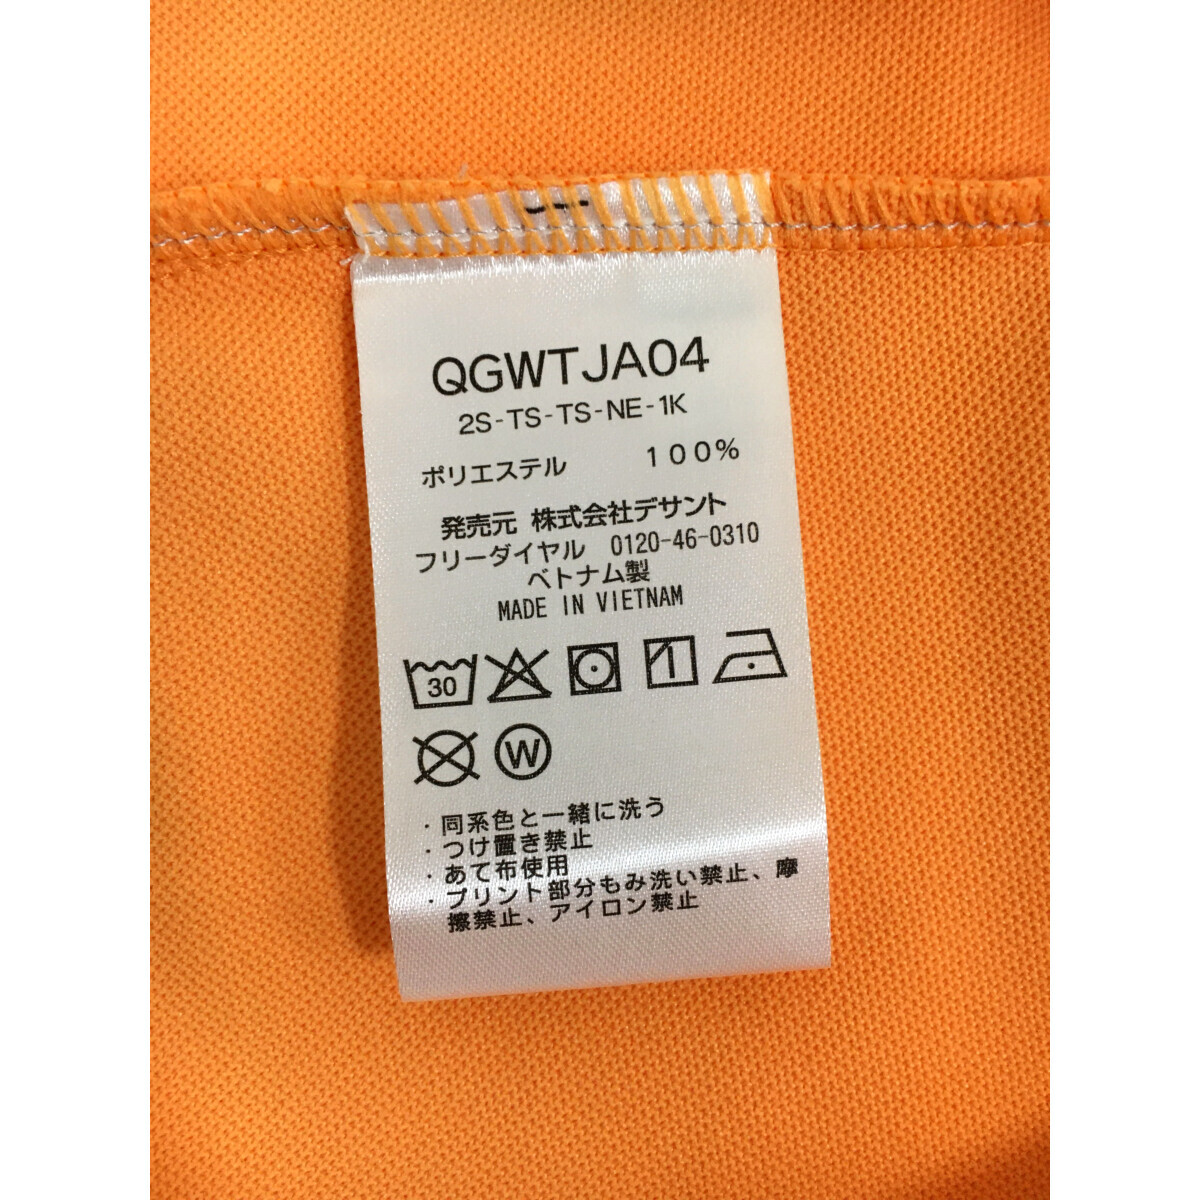 QGWTJA04
2S-TS-TS-NE-1K
ポリエステル 100%
発売元 株式会社デサント
フリーダイヤル 0120-46-0310
ベトナム製
MADE IN VIETNAM
30
W
・同系色と一緒に洗う
・つけ置き禁止
・あて布使用
・プリント部分もみ洗い禁止、摩
擦禁止、アイロン禁止